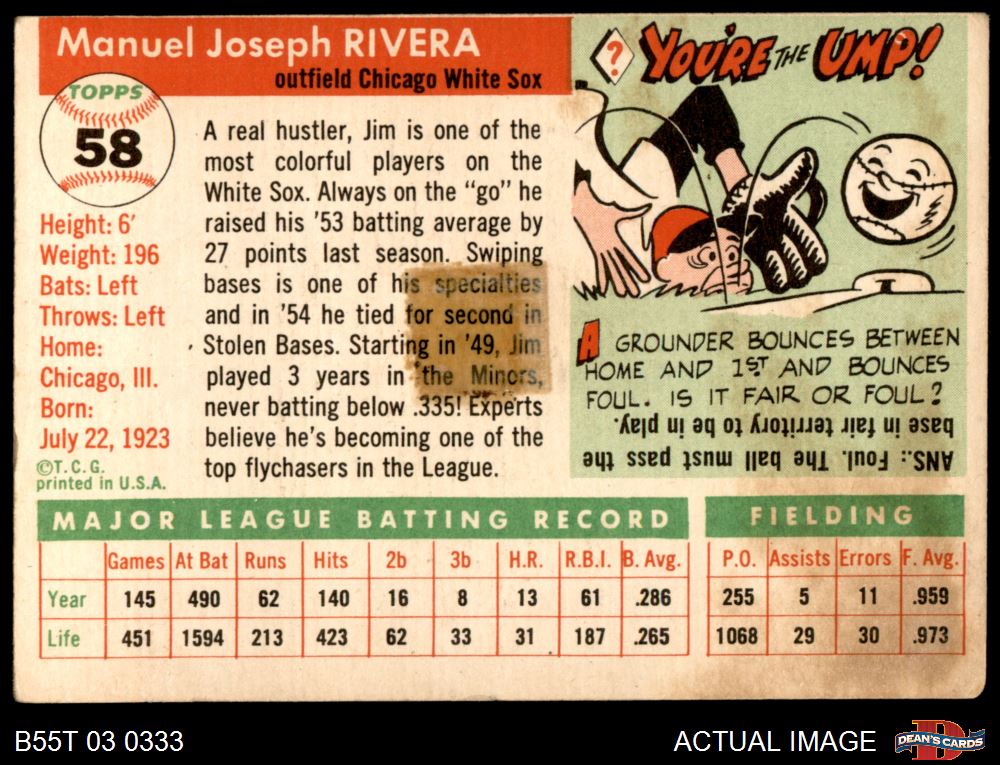 Manuel Joseph RIVERA
outfield Chicago White Sox
TOPPS
58
Height: 6'
Weight: 196
Bats: Left
Throws: Left
Home:
Chicago, Ill.
Born:
July 22, 1923
©T.C.G.
printed in U.S.A.
A real hustler, Jim is one of the
most colorful players on the
White Sox. Always on the "go" he
raised his '53 batting average by
27 points last season. Swiping
bases is one of his specialties
and in '54 he tied for second in
Stolen Bases. Starting in '49, Jim
played 3 years in the Minors,
never batting below .335! Experts
believe he's becoming one of the
top flychasers in the League.
? YOU'RE THE UMP!
A GROUNDER BOUNCES BETWEEN
HOME AND 1ST AND BOUNCES
FOUL. IS IT FAIR OR FOUL?
ANS.: Foul. The ball must pass the
base in fair territory to be in play.
MAJOR LEAGUE BATTING RECORD
Games At Bat Runs Hits 2b 3b H.R. R.B.I. B. Avg.
Year 145 490 62 140 16 8 13 61 .286
Life 451 1594 213 423 62 33 31 187 .265
FIELDING
P.O. Assists Errors F. Avg.
255 5 11 .959
1068 29 30 .973
B55T 03 0333
ACTUAL IMAGE
D
DEAN'S CARDS